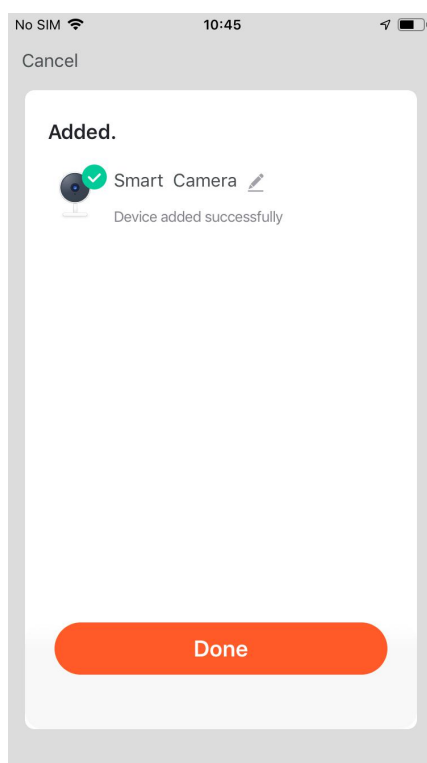 No SIM 10:45
Cancel
Added.
Smart Camera
Device added successfully
Done